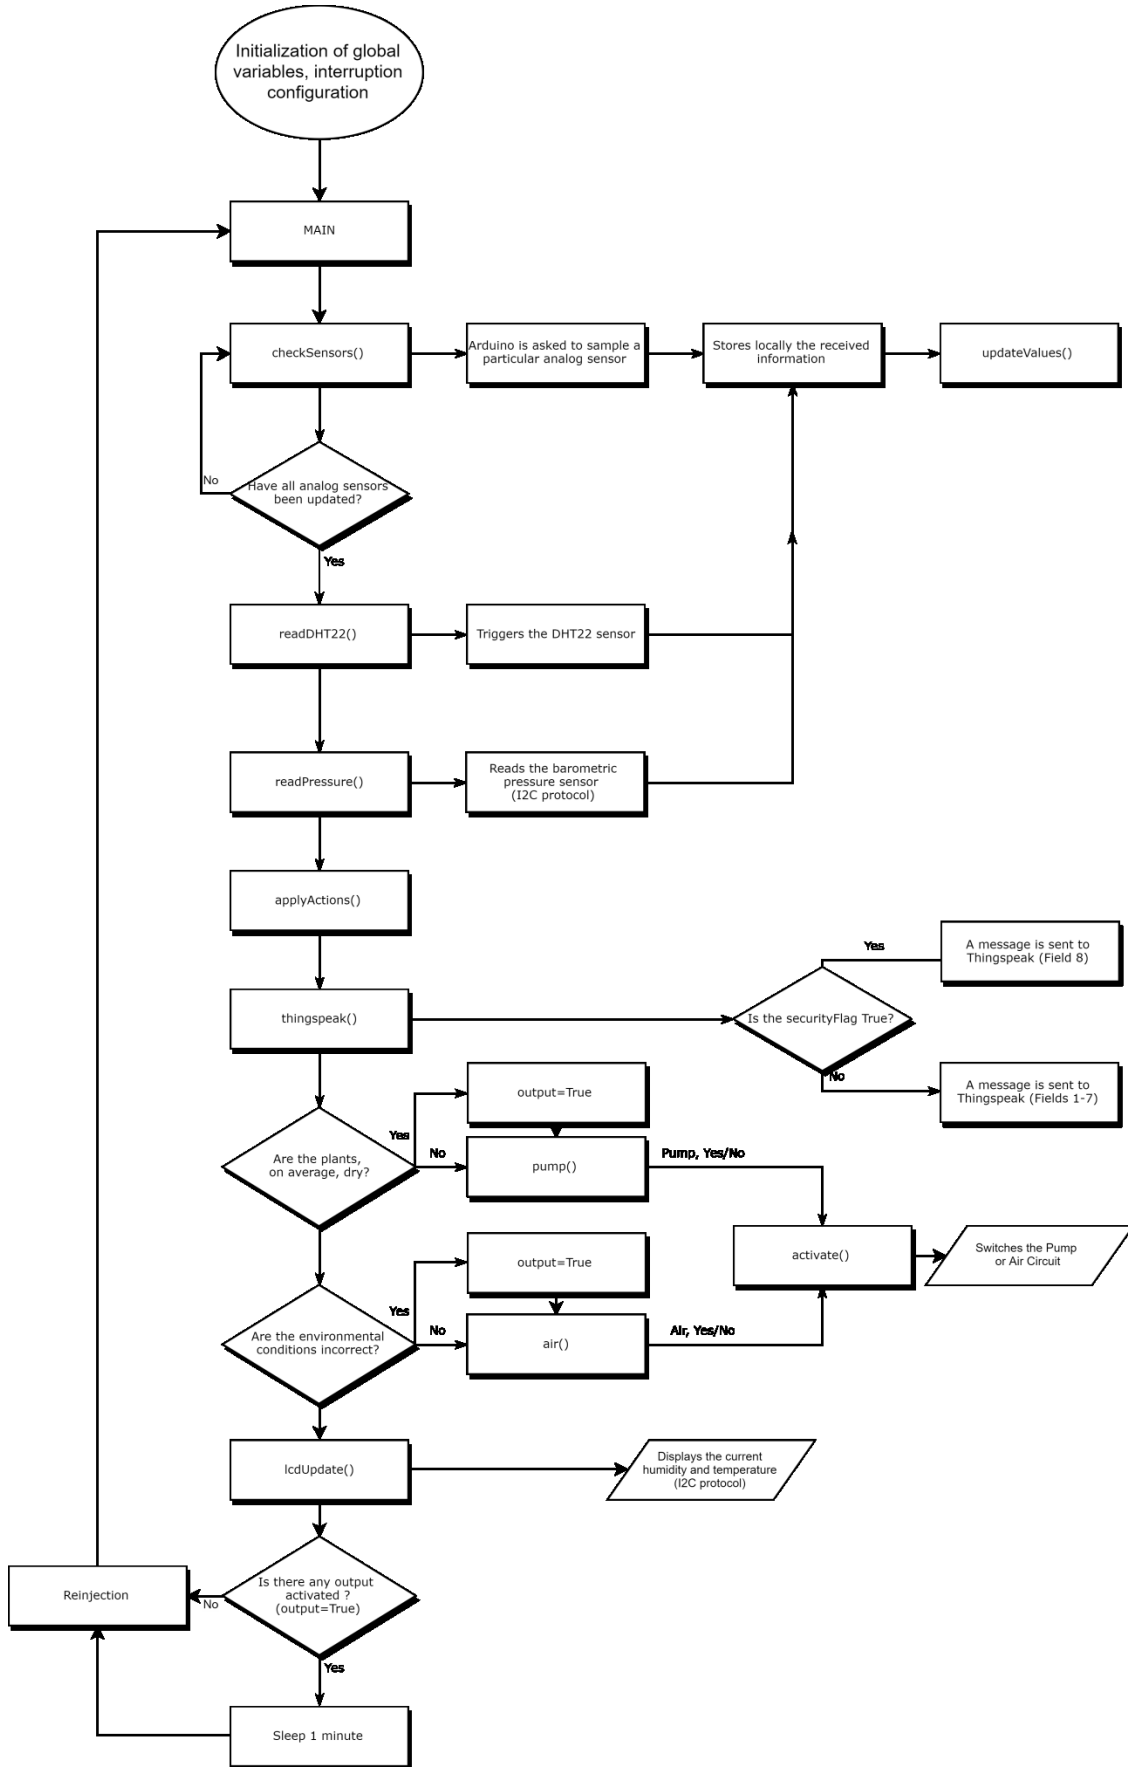 Initialization of global
variables, interruption
configuration
MAIN
checkSensors()
Arduino is asked to sample a
particular analog sensor
Stores locally the received
information
updateValues()
No
Have all analog sensors
been updated?
Yes
readDHT22()
Triggers the DHT22 sensor
readPressure()
Reads the barometric
pressure sensor
(I2C protocol)
applyActions()
thingspeak()
Is the securityFlag True?
Yes
A message is sent to
Thingspeak (Field 8)
No
A message is sent to
Thingspeak (Fields 1-7)
Are the plants,
on average, dry?
Yes
output=True
No
pump()
Pump, Yes/No
activate()
Switches the Pump
or Air Circuit
Are the environmental
conditions incorrect?
Yes
output=True
No
air()
Air, Yes/No
lcdUpdate()
Displays the current
humidity and temperature
(I2C protocol)
Is there any output
activated ?
(output=True)
No
Reinjection
Yes
Sleep 1 minute